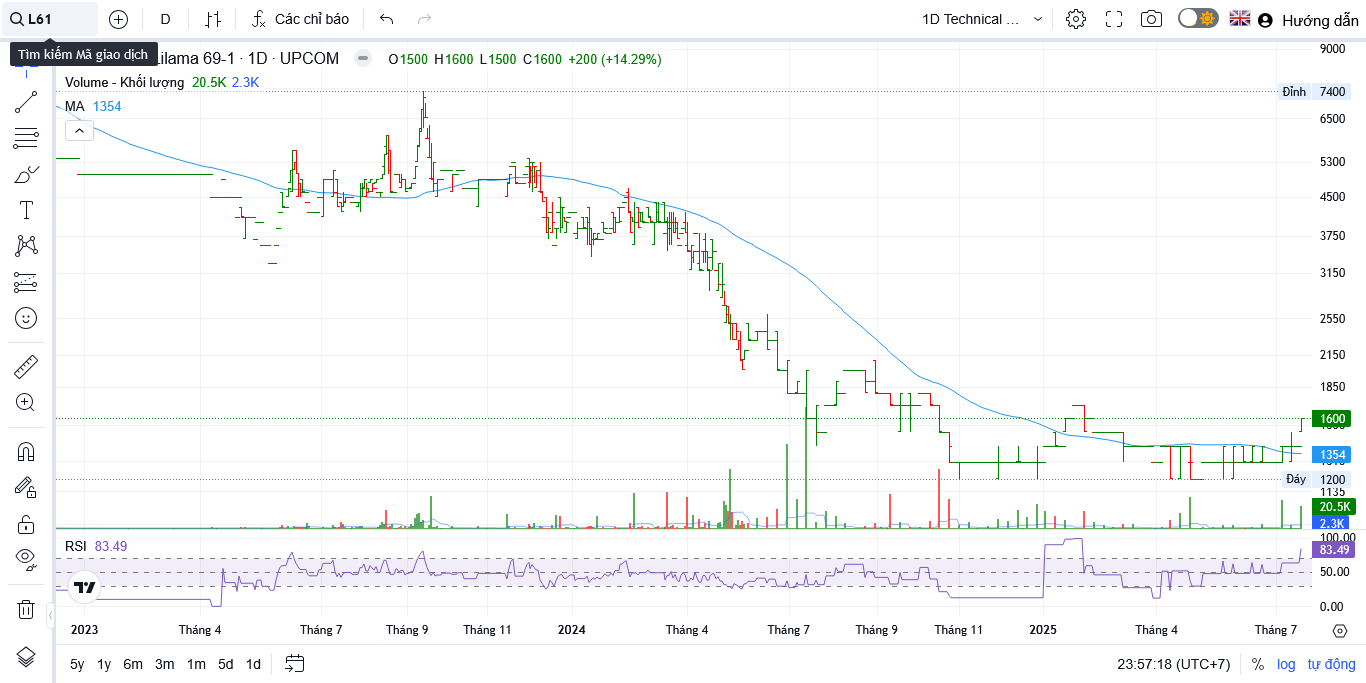 L61 D Các chỉ báo 1D Technical ... Hướng dẫn
Tìm kiếm Mã giao dịch
Lilama 69-1 · 1D · UPCOM O1500 H1600 L1500 C1600 +200 (+14.29%)
Volume - Khối lượng 20.5K 2.3K
MA 1354
9000
Đỉnh 7400
6500
5300
4500
3750
3150
2550
2150
1850
1600
1354
Đáy 1200
1135
20.5K
2.3K
RSI 83.49
100.00
83.49
50.00
0.00
2023 Tháng 4 Tháng 7 Tháng 9 Tháng 11 2024 Tháng 4 Tháng 7 Tháng 9 Tháng 11 2025 Tháng 4 Tháng 7
5y 1y 6m 3m 1m 5d 1d 23:57:18 (UTC+7) % log tự động